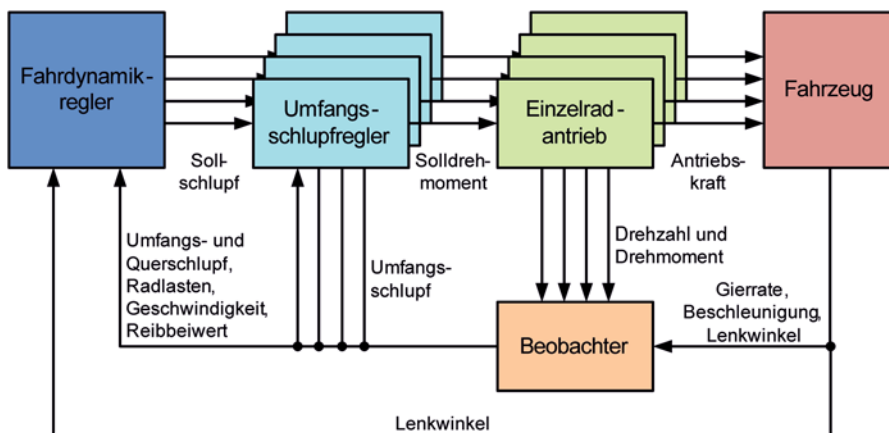 Fahrdynamik-
regler
Umfangs-
schlupfregler
Einzelrad-
antrieb
Fahrzeug
Soll-
schlupf
Solldreh-
moment
Antriebs-
kraft
Umfangs- und
Querschlupf,
Radlasten,
Geschwindigkeit,
Reibbeiwert
Umfangs-
schlupf
Drehzahl und
Drehmoment
Gierrate,
Beschleunigung,
Lenkwinkel
Beobachter
Lenkwinkel